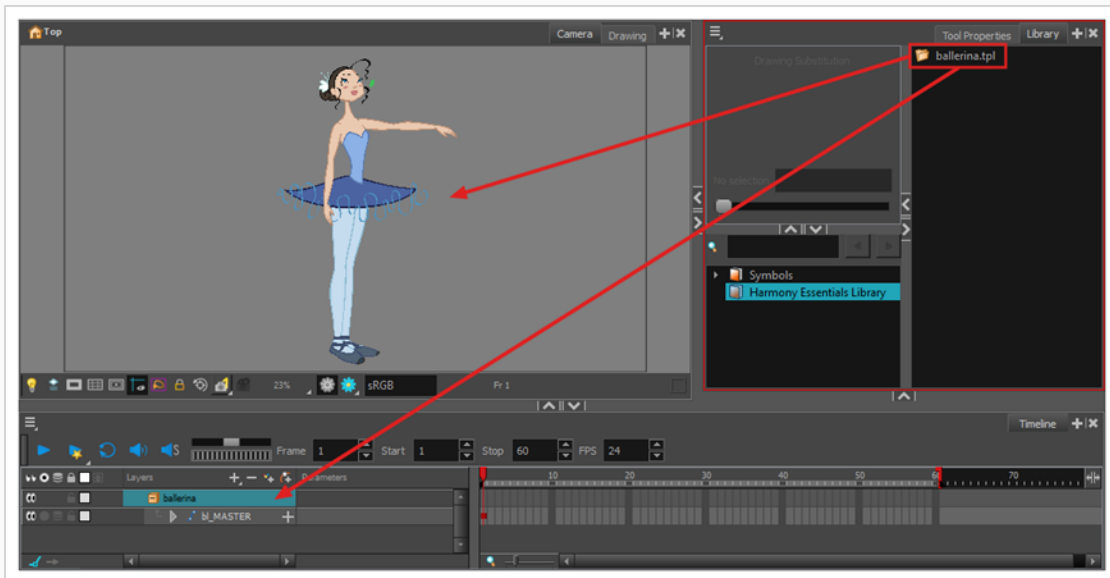 Top
Camera Drawing
Tool Properties Library
Drawing Substitution
ballerina.tpl
No selection
Symbols
Harmony Essentials Library
23% sRGB Fr 1
Timeline
S Frame 1 Start 1 Stop 60 FPS 24
Layers Parameters 10 20 30 40 50 60 70
ballerina
bl_MASTER